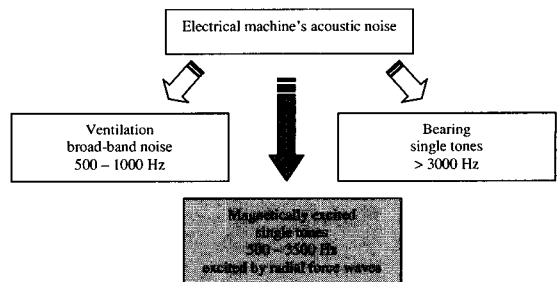 Electrical machine's acoustic noise
Ventilation
broad-band noise
500 – 1000 Hz
Bearing
single tones
> 3000 Hz
Magnetically excited
single tones
500 – 3500 Hz
excited by radial force waves